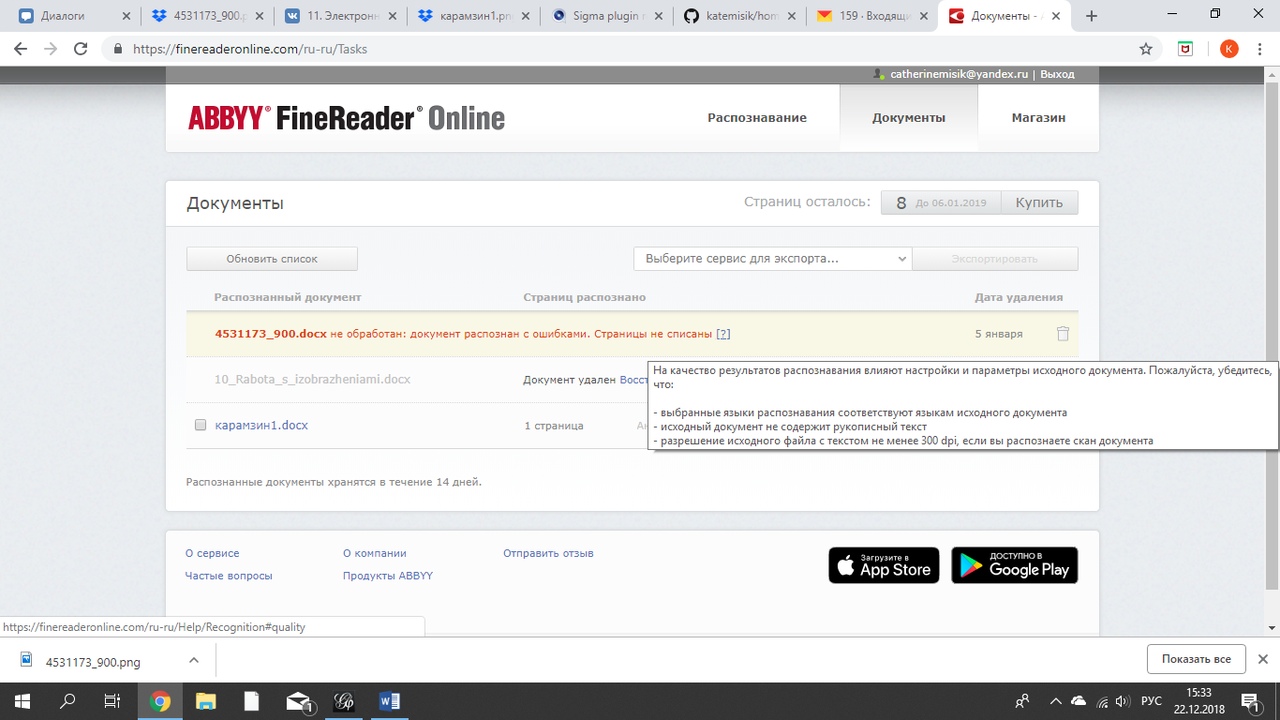 Диалоги
4531173_900.p
11. Электронн
карамзин1.pn
Sigma plugin n
katemisik/hom
159 · Входящи
Документы - A
https://finereaderonline.com/ru-ru/Tasks
K
catherinemisik@yandex.ru | Выход
ABBYY® FineReader® Online
Распознавание
Документы
Магазин
Документы
Страниц осталось:
8 До 06.01.2019
Купить
Обновить список
Выберите сервис для экспорта...
Экспортировать
Распознанный документ
Страниц распознано
Дата удаления
4531173_900.docx не обработан: документ распознан с ошибками. Страницы не списаны [?]
5 января
10_Rabota_s_izobrazheniami.docx
Документ удален Восст
На качество результатов распознавания влияют настройки и параметры исходного документа. Пожалуйста, убедитесь,
что:
- выбранные языки распознавания соответствуют языкам исходного документа
- исходный документ не содержит рукописный текст
- разрешение исходного файла с текстом не менее 300 dpi, если вы распознаете скан документа
карамзин1.docx
1 страница
Распознанные документы хранятся в течение 14 дней.
О сервисе
О компании
Отправить отзыв
Частые вопросы
Продукты ABBYY
Загрузите в
App Store
ДОСТУПНО В
Google Play
https://finereaderonline.com/ru-ru/Help/Recognition#quality
4531173_900.png
Показать все
1
РУС
15:33
22.12.2018
1